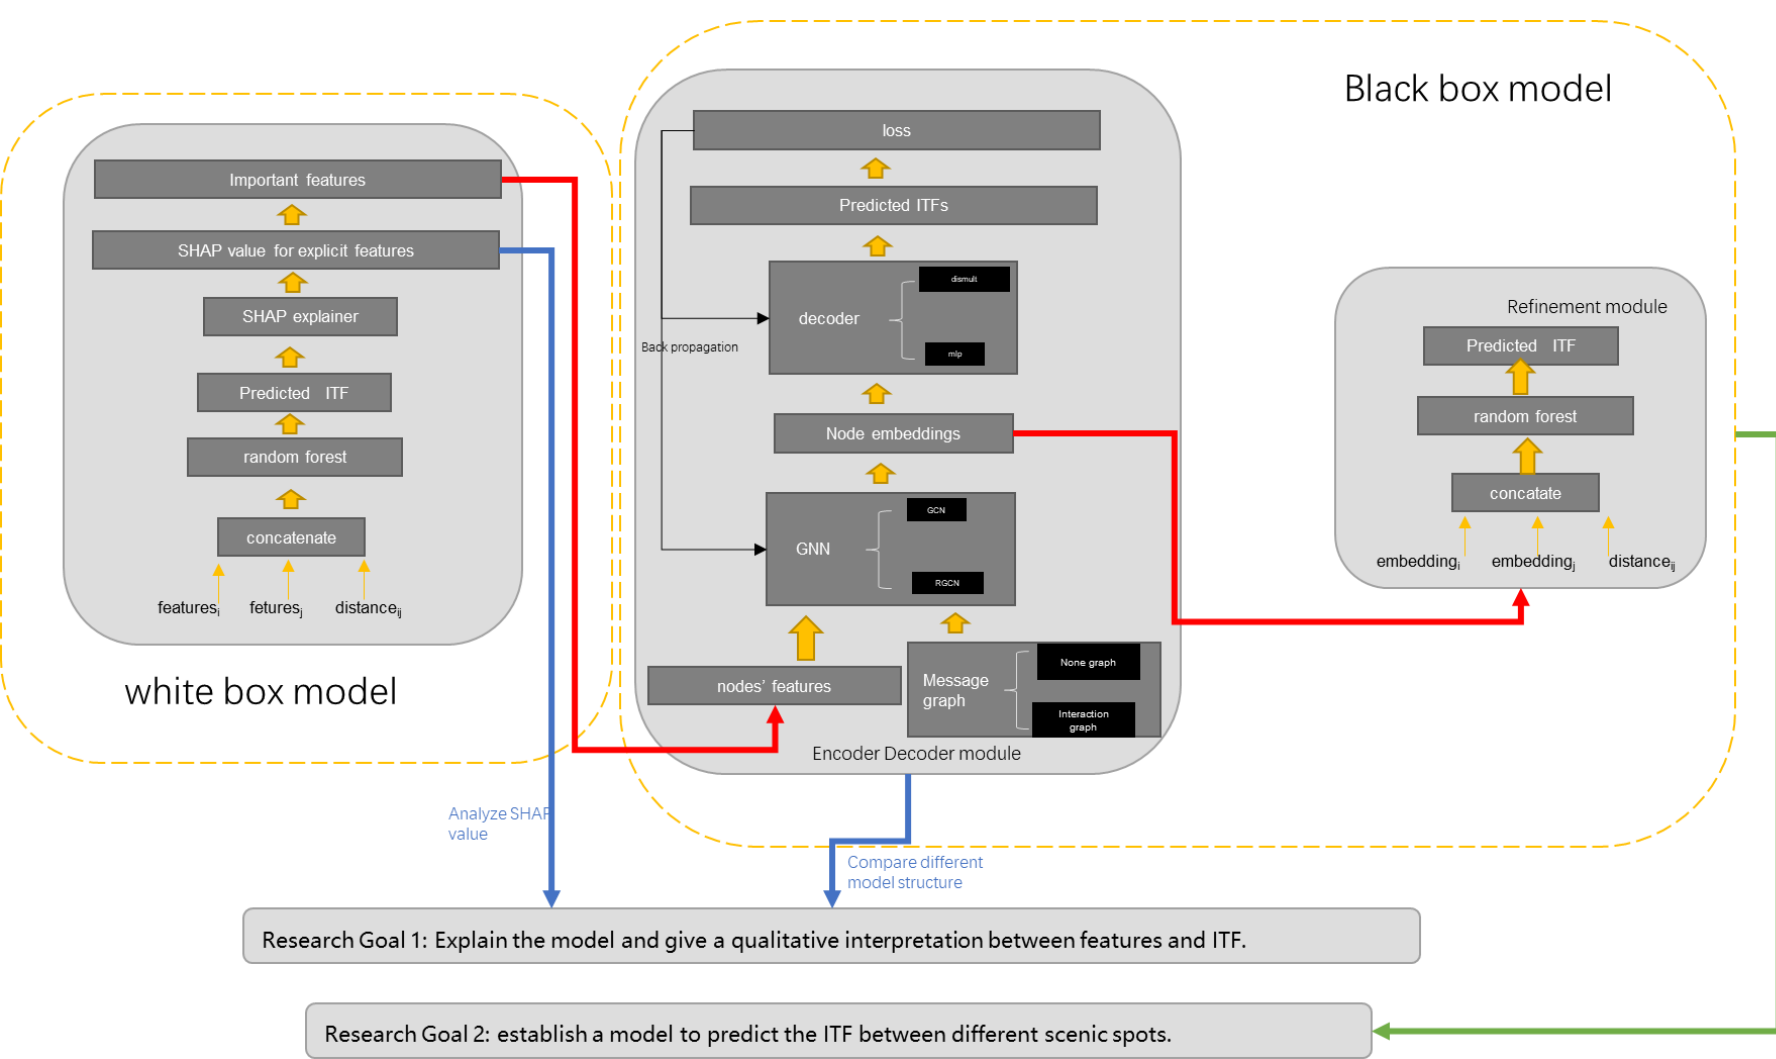 Black box model
loss
Important features
Predicted ITFs
SHAP value for explicit features
dismult
decoder
SHAP explainer
Refinement module
Back propagation
mlp
Predicted ITF
Predicted ITF
Node embeddings
random forest
random forest
GCN
concatate
concatenate
GNN
embeddingi
embeddingj
distanceij
RGCN
featuresi
feturesj
distanceij
None graph
Message
graph
nodes' features
white box model
Interaction
graph
Encoder Decoder module
Analyze SHAP
value
Compare different
model structure
Research Goal 1: Explain the model and give a qualitative interpretation between features and ITF.
Research Goal 2: establish a model to predict the ITF between different scenic spots.